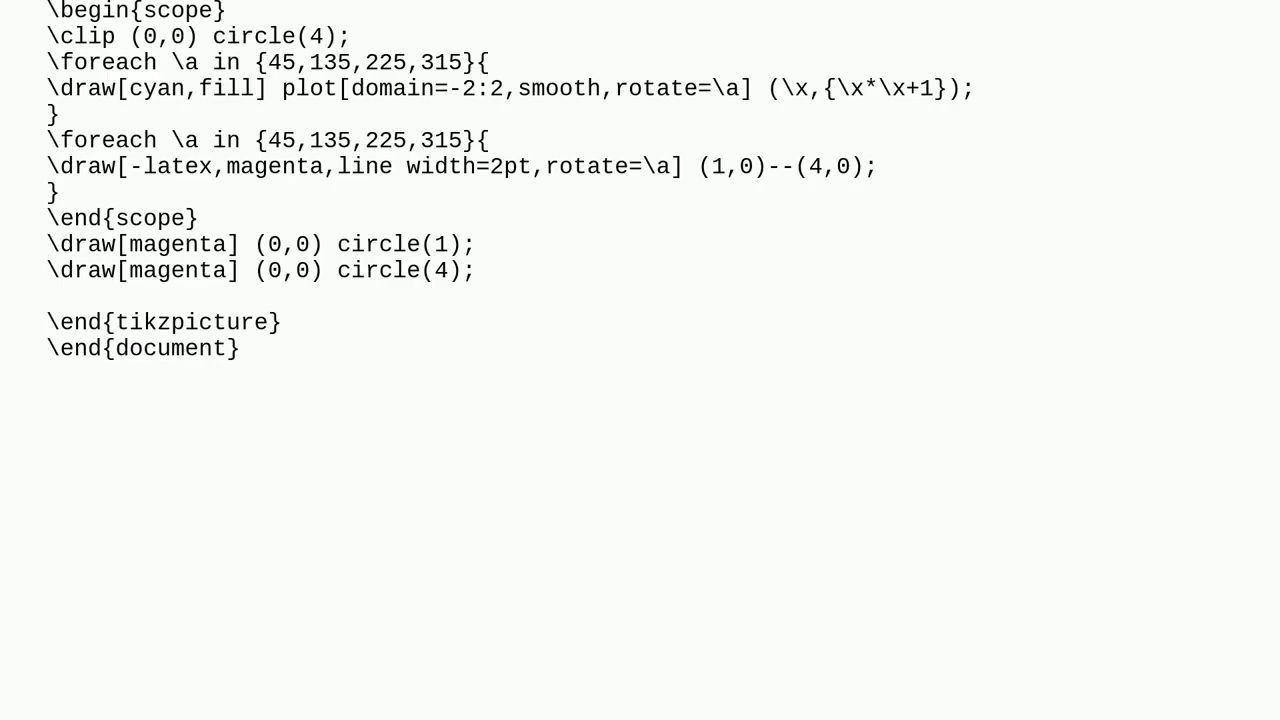 \begin{scope}
\clip (0,0) circle(4);
\foreach \a in {45,135,225,315}{
\draw[cyan,fill] plot[domain=-2:2,smooth,rotate=\a] (\x,{\x*\x+1});
}
\foreach \a in {45,135,225,315}{
\draw[-latex,magenta,line width=2pt,rotate=\a] (1,0)--(4,0);
}
\end{scope}
\draw[magenta] (0,0) circle(1);
\draw[magenta] (0,0) circle(4);
\end{tikzpicture}
\end{document}